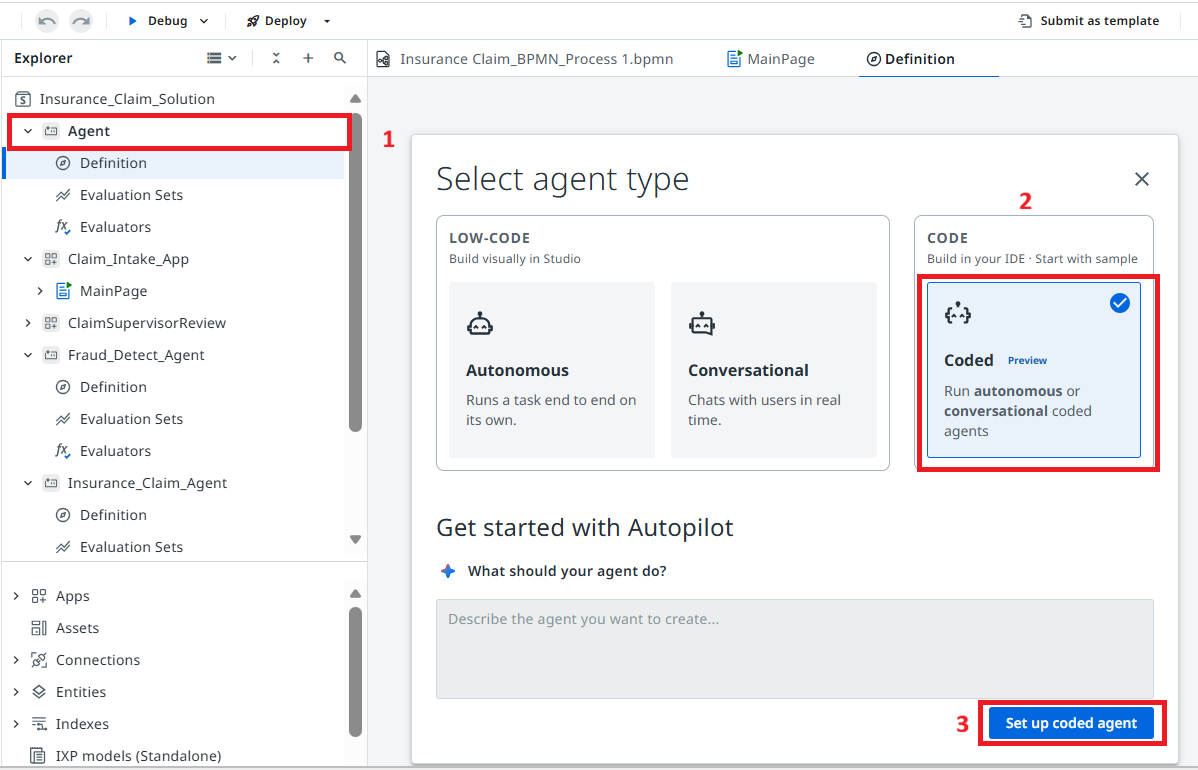 Debug
Deploy
Submit as template
Explorer
Insurance Claim_BPMN_Process 1.bpmn
MainPage
Definition
Insurance_Claim_Solution
Agent
Definition
Evaluation Sets
Evaluators
Claim_Intake_App
MainPage
ClaimSupervisorReview
Fraud_Detect_Agent
Definition
Evaluation Sets
Evaluators
Insurance_Claim_Agent
Definition
Evaluation Sets
Apps
Assets
Connections
Entities
Indexes
IXP models (Standalone)
1
Select agent type
2
LOW-CODE
Build visually in Studio
Autonomous
Runs a task end to end on
its own.
Conversational
Chats with users in real
time.
CODE
Build in your IDE · Start with sample
Coded Preview
Run autonomous or
conversational coded
agents
Get started with Autopilot
What should your agent do?
Describe the agent you want to create...
3
Set up coded agent